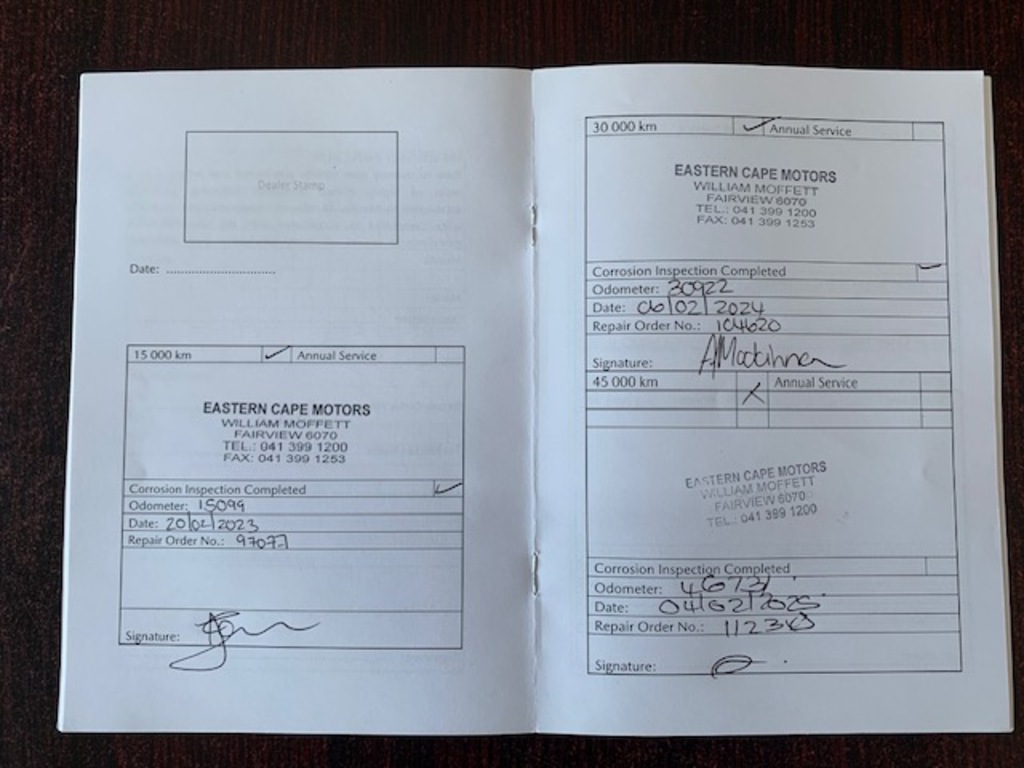 Dealer Stamp
Date: ..............................
15 000 km ✓ Annual Service
EASTERN CAPE MOTORS
WILLIAM MOFFETT
FAIRVIEW 6070
TEL.: 041 399 1200
FAX: 041 399 1253
Corrosion Inspection Completed ✓
Odometer: 15099
Date: 20/02/2023
Repair Order No.: 97077
Signature:
30 000 km ✓ Annual Service
EASTERN CAPE MOTORS
WILLIAM MOFFETT
FAIRVIEW 6070
TEL.: 041 399 1200
FAX: 041 399 1253
Corrosion Inspection Completed ✓
Odometer: 30922
Date: 06/02/2024
Repair Order No.: 104620
Signature:
45 000 km X Annual Service
EASTERN CAPE MOTORS
WILLIAM MOFFETT
FAIRVIEW 6070
TEL.: 041 399 1200
Corrosion Inspection Completed
Odometer:
Date: 04/02/2025
Repair Order No.:
Signature: